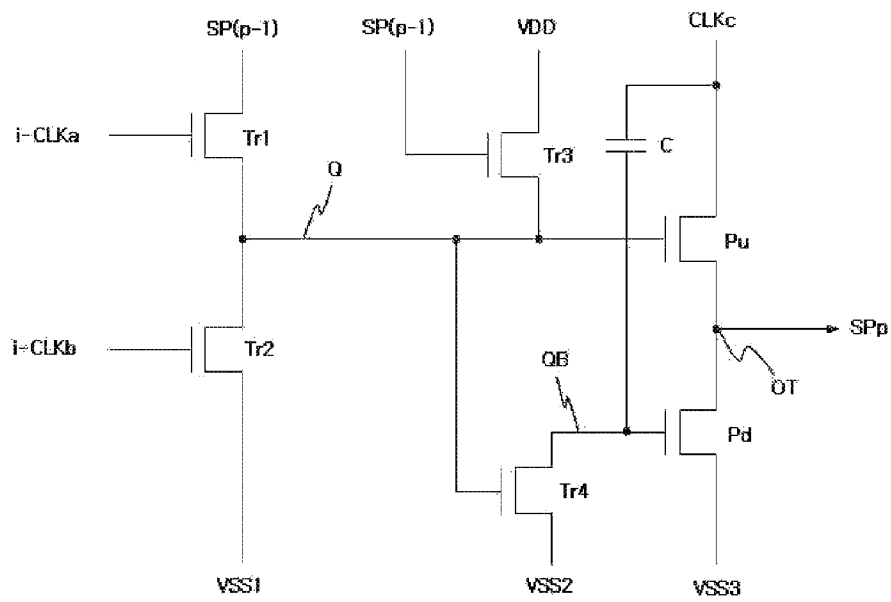 SP(p-1) SP(p-1) VDD CLKc
i-CLKa Tr1 Tr3 C
Q
Pu
i-CLKb Tr2 SPp
QB OT
Pd
Tr4
VSS1 VSS2 VSS3